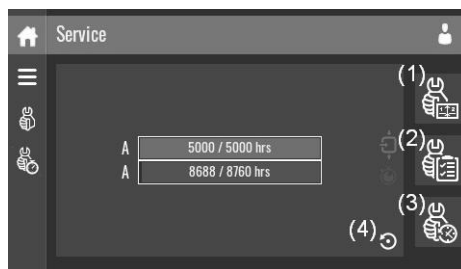 Service
(1)
(2)
A 5000 / 5000 hrs
A 8688 / 8760 hrs
(3)
(4)